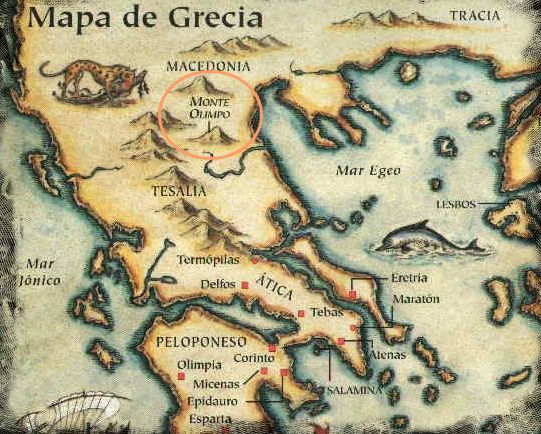 Mapa de Grecia
TRACIA
MACEDONIA
MONTE
OLIMPO
Mar Egeo
TESALIA
LESBOS
Mar
Iónico
Termópilas
Eretria
Delfos
ÁTICA
Maratón
Tebas
PELOPONESO
Corinto
Atenas
Olimpia
Micenas
SALAMINA
Epidauro
Esparta